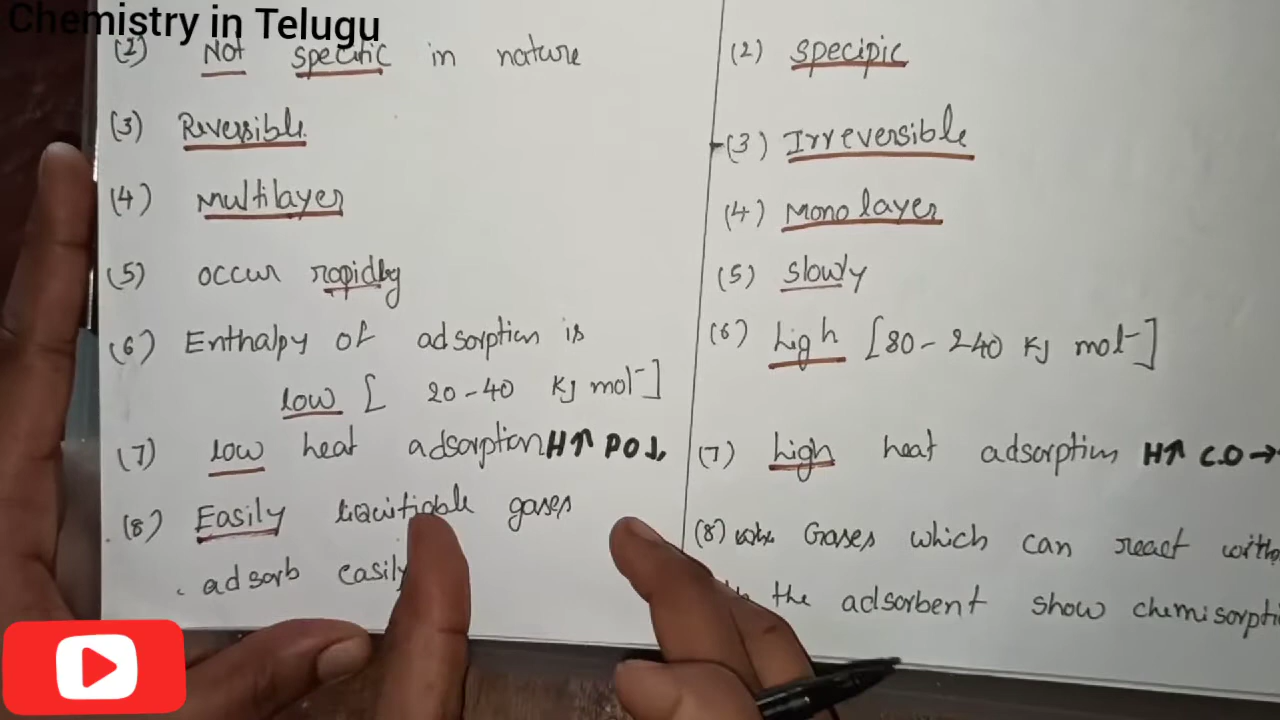 Chemistry in Telugu
(2) Not specific in nature
(3) Reversible
(4) Multilayer
(5) occur rapidly
(6) Enthalpy of adsorption is
low [ 20-40 KJ mol⁻]
(7) low heat adsorption H↑ P0↓
(8) Easily liquifiable gases
adsorb easily
(2) specipic
(3) Irreversible
(4) Mono layer
(5) slowly
(6) high [80-240 KJ mol⁻]
(7) high heat adsorption H↑ C.O→
(8) Gases which can react with
the adsorbent show chemisorpti